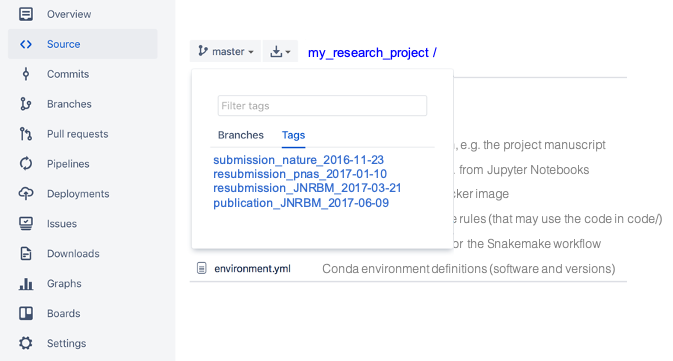 Overview
Source
Commits
Branches
Pull requests
Pipelines
Deployments
Issues
Downloads
Graphs
Boards
Settings
master
my_research_project /
Filter tags
Branches Tags
submission_nature_2016-11-23
resubmission_pnas_2017-01-10
resubmission_JNRBM_2017-03-21
publication_JNRBM_2017-06-09
, e.g. the project manuscript
from Jupyter Notebooks
cker image
e rules (that may use the code in code/)
or the Snakemake workflow
environment.yml Conda environment definitions (software and versions)